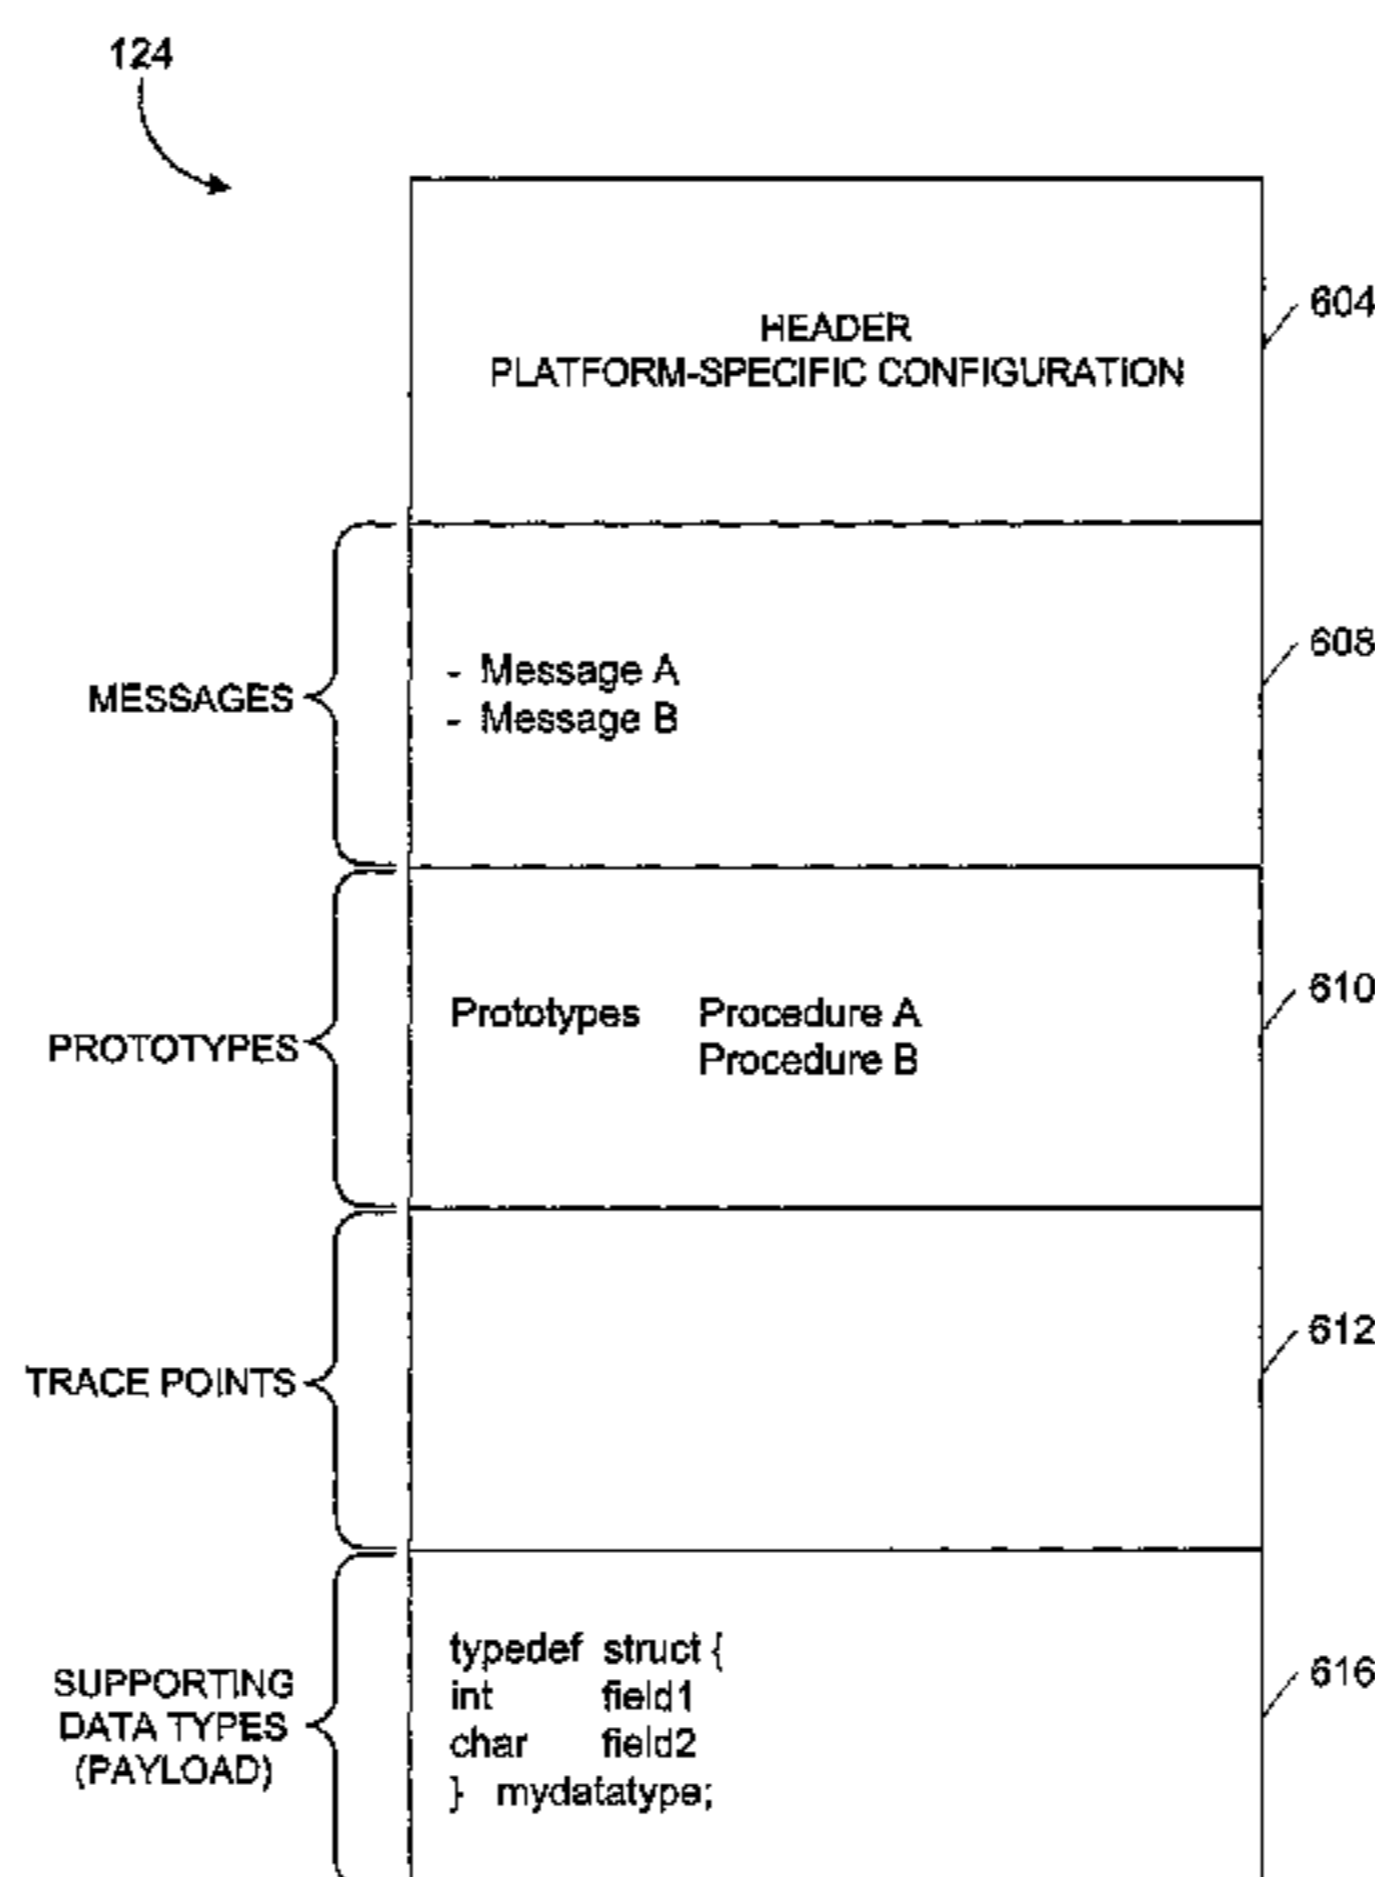 124
HEADER
PLATFORM-SPECIFIC CONFIGURATION
604
MESSAGES
- Message A
- Message B
608
PROTOTYPES
Prototypes Procedure A
Procedure B
610
TRACE POINTS
612
SUPPORTING
DATA TYPES
(PAYLOAD)
typedef struct {
int field1
char field2
} mydatatype;
616